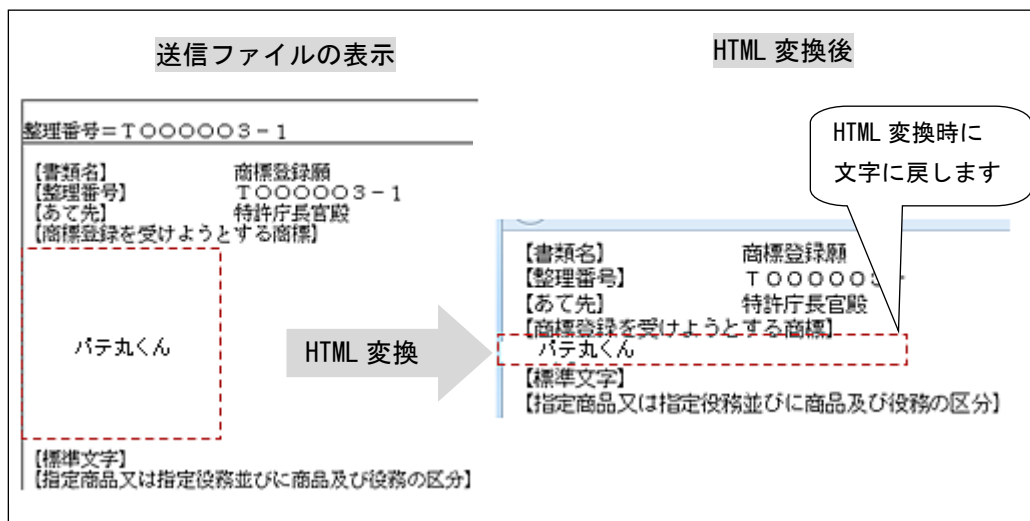 送信ファイルの表示
整理番号=T000003-1
【書類名】 商標登録願
【整理番号】 T000003-1
【あて先】 特許庁長官殿
【商標登録を受けようとする商標】
パテ丸くん
【標準文字】
【指定商品又は指定役務並びに商品及び役務の区分】
HTML 変換
HTML 変換後
HTML 変換時に
文字に戻します
【書類名】 商標登録願
【整理番号】 T000003-
【あて先】 特許庁長官殿
【商標登録を受けようとする商標】
パテ丸くん
【標準文字】
【指定商品又は指定役務並びに商品及び役務の区分】